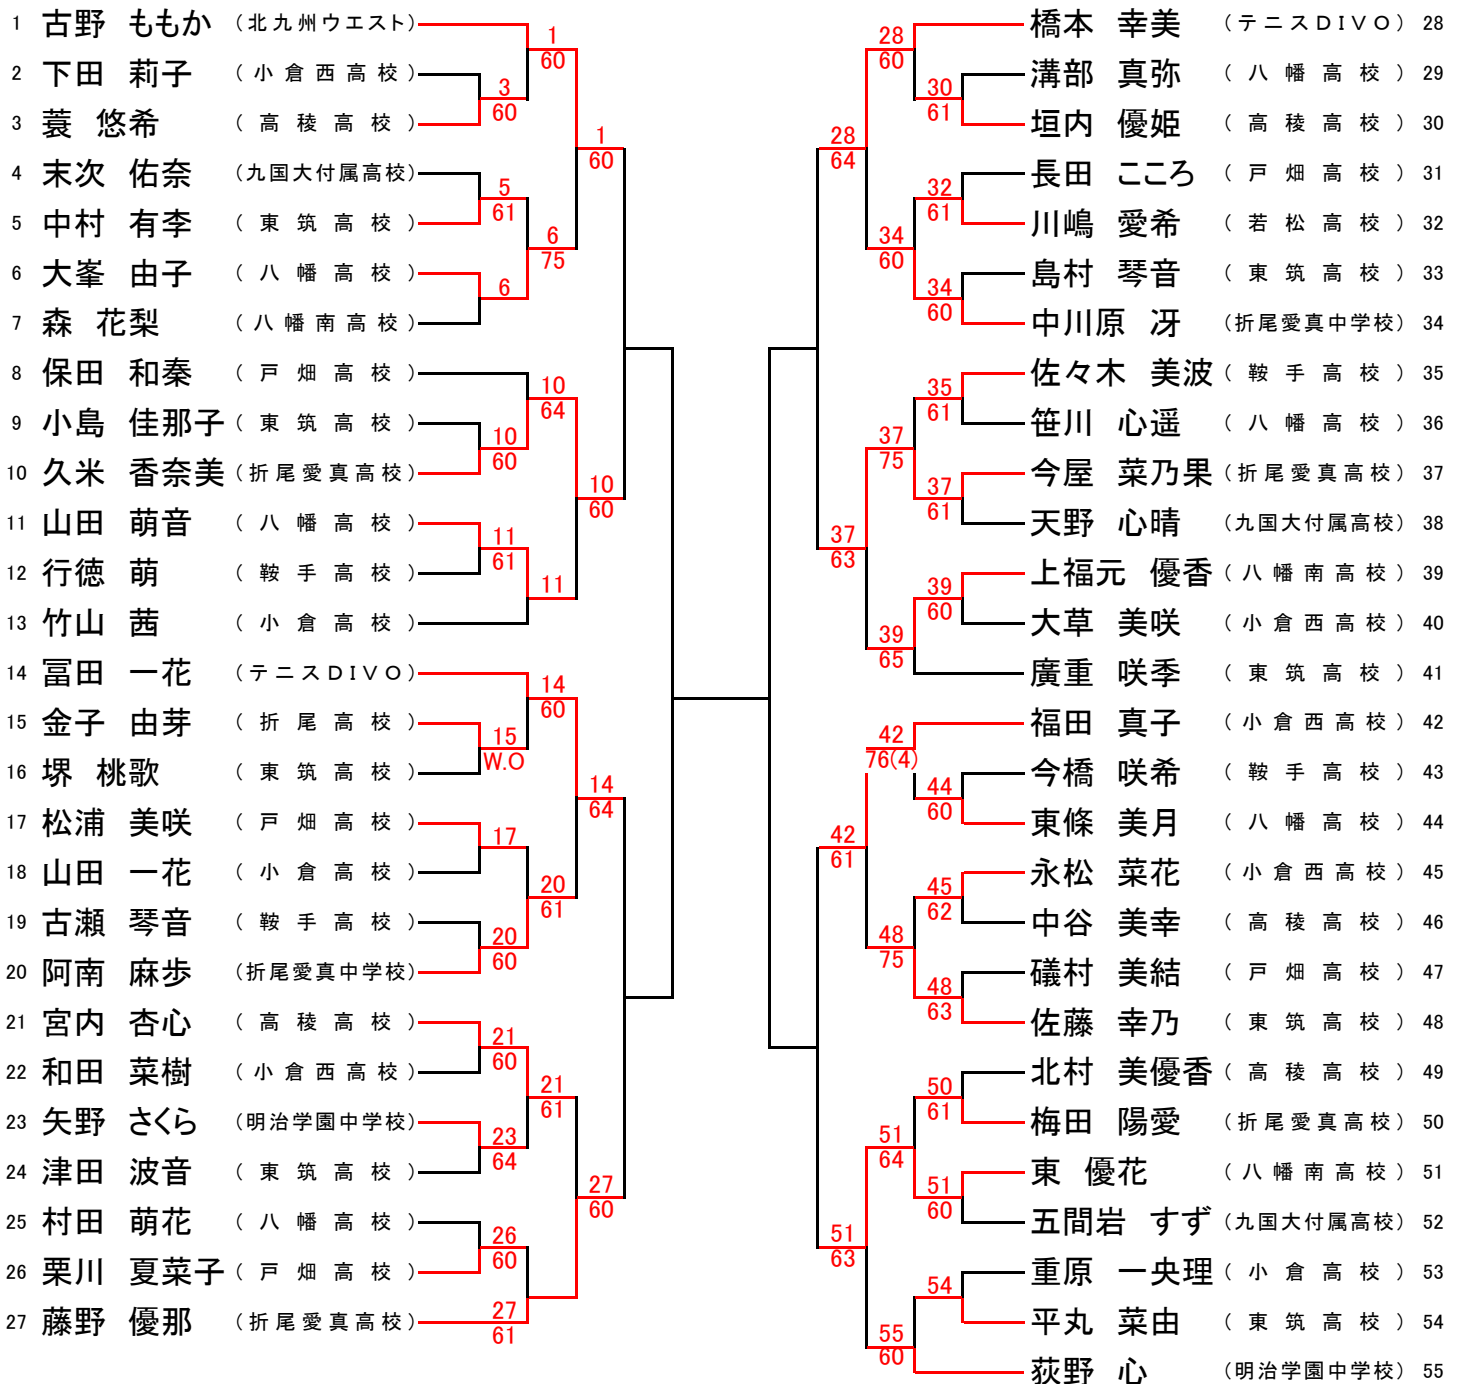 1 古野 ももか (北九州ウエスト)
2 下田 莉子 (小倉西高校)
3 蓑 悠希 (高稜高校)
4 末次 佑奈 (九国大付属高校)
5 中村 有李 (東筑高校)
6 大峯 由子 (八幡高校)
7 森 花梨 (八幡南高校)
8 保田 和奏 (戸畑高校)
9 小島 佳那子 (東筑高校)
10 久米 香奈美 (折尾愛真高校)
11 山田 萌音 (八幡高校)
12 行徳 萌 (鞍手高校)
13 竹山 茜 (小倉高校)
14 冨田 一花 (テニスDIVO)
15 金子 由芽 (折尾高校)
16 堺 桃歌 (東筑高校)
17 松浦 美咲 (戸畑高校)
18 山田 一花 (小倉高校)
19 古瀬 琴音 (鞍手高校)
20 阿南 麻歩 (折尾愛真中学校)
21 宮内 杏心 (高稜高校)
22 和田 菜樹 (小倉西高校)
23 矢野 さくら (明治学園中学校)
24 津田 波音 (東筑高校)
25 村田 萌花 (八幡高校)
26 栗川 夏菜子 (戸畑高校)
27 藤野 優那 (折尾愛真高校)
3
60
5
61
6
10
60
11
61
15
W.O
17
20
60
21
60
23
64
26
60
27
61
1
60
6
75
10
64
11
14
60
20
61
21
61
1
60
10
60
14
64
27
60
28
64
37
63
42
61
51
63
28
60
34
60
37
75
39
65
42
76(4)
48
75
51
64
55
60
30
61
32
61
34
60
35
61
37
61
39
60
44
60
45
62
48
63
50
61
51
60
54
橋本 幸美 (テニスDIVO) 28
溝部 真弥 (八幡高校) 29
垣内 優姫 (高稜高校) 30
長田 こころ (戸畑高校) 31
川嶋 愛希 (若松高校) 32
島村 琴音 (東筑高校) 33
中川原 冴 (折尾愛真中学校) 34
佐々木 美波 (鞍手高校) 35
笹川 心遥 (八幡高校) 36
今屋 菜乃果 (折尾愛真高校) 37
天野 心晴 (九国大付属高校) 38
上福元 優香 (八幡南高校) 39
大草 美咲 (小倉西高校) 40
廣重 咲季 (東筑高校) 41
福田 真子 (小倉西高校) 42
今橋 咲希 (鞍手高校) 43
東條 美月 (八幡高校) 44
永松 菜花 (小倉西高校) 45
中谷 美幸 (高稜高校) 46
礒村 美結 (戸畑高校) 47
佐藤 幸乃 (東筑高校) 48
北村 美優香 (高稜高校) 49
梅田 陽愛 (折尾愛真高校) 50
東 優花 (八幡南高校) 51
五間岩 すず (九国大付属高校) 52
重原 一央理 (小倉高校) 53
平丸 菜由 (東筑高校) 54
荻野 心 (明治学園中学校) 55